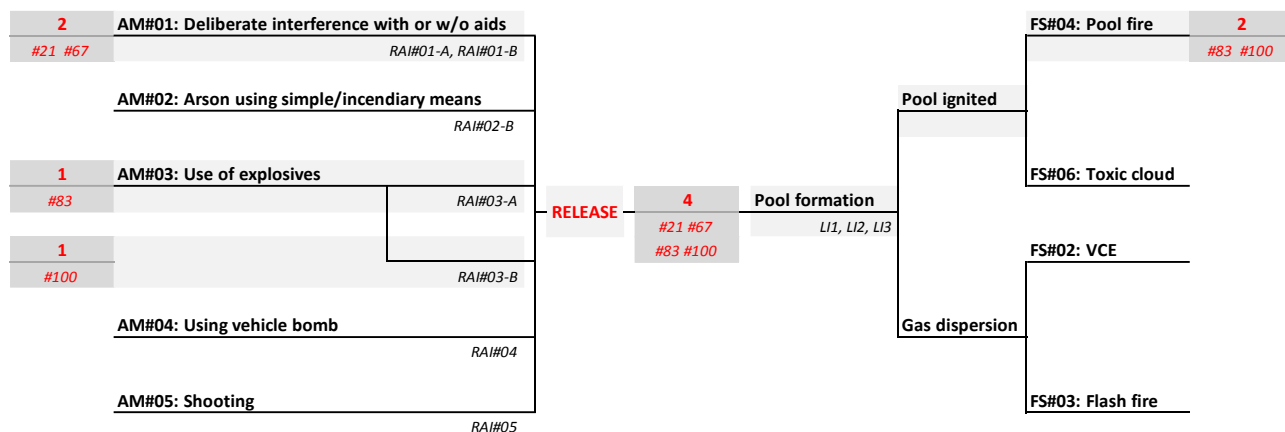 2
#21 #67
AM#01: Deliberate interference with or w/o aids
RAI#01-A, RAI#01-B
AM#02: Arson using simple/incendiary means
RAI#02-B
1
#83
AM#03: Use of explosives
RAI#03-A
1
#100
RAI#03-B
AM#04: Using vehicle bomb
RAI#04
AM#05: Shooting
RAI#05
RELEASE
4
#21 #67
#83 #100
Pool formation
LI1, LI2, LI3
Pool ignited
Gas dispersion
FS#04: Pool fire
2
#83 #100
FS#06: Toxic cloud
FS#02: VCE
FS#03: Flash fire